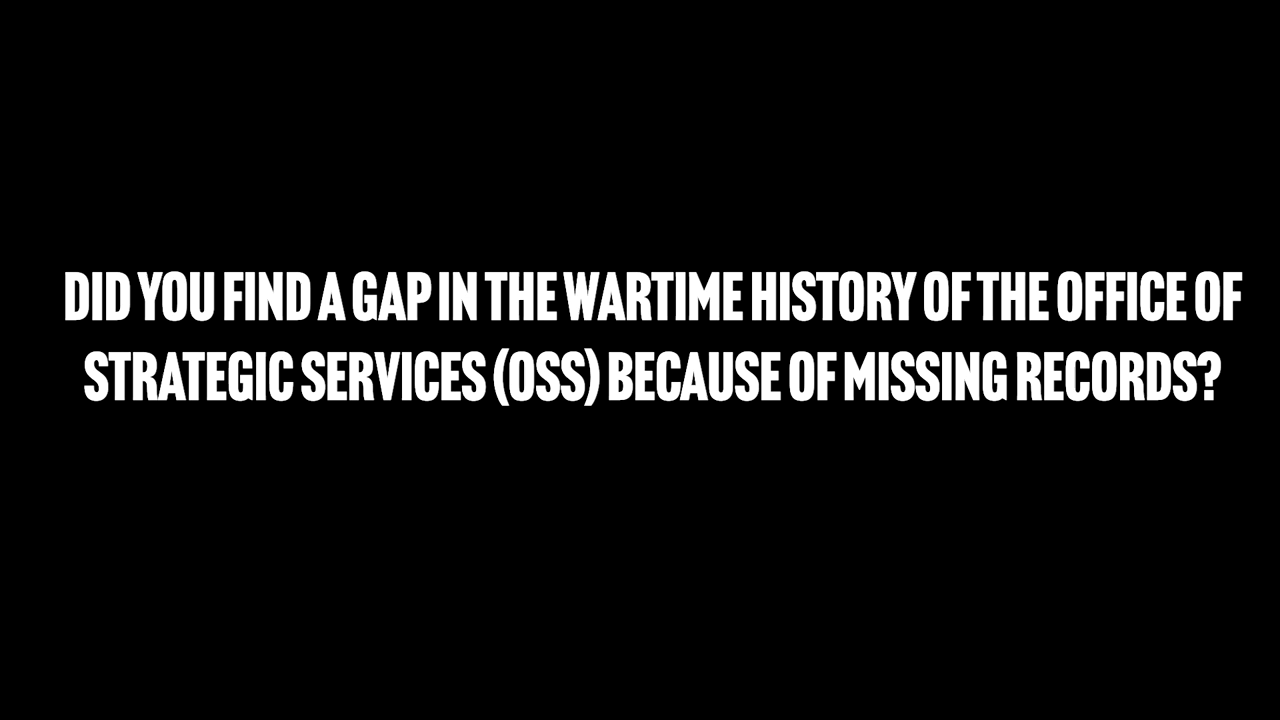 DID YOU FIND A GAP IN THE WARTIME HISTORY OF THE OFFICE OF
STRATEGIC SERVICES (OSS) BECAUSE OF MISSING RECORDS?